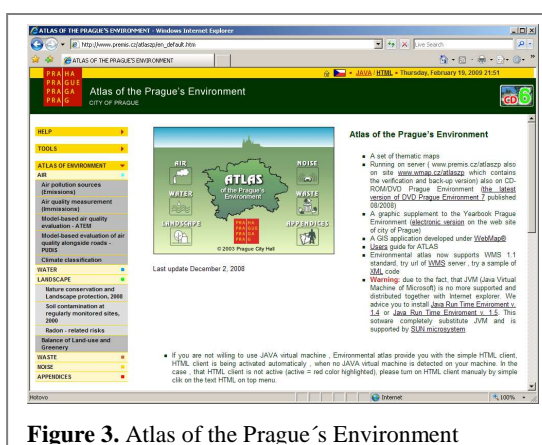 ATLAS OF THE PRAGUE'S ENVIRONMENT - Windows Internet Explorer
http://www.premis.cz/atlaszp/en_default.htm
Live Search
ATLAS OF THE PRAGUE'S ENVIRONMENT
PRA HA
PRA GUE
PRA GA
PRA G
JAVA / HTML • Thursday, February 19, 2009 21:51
Atlas of the Prague's Environment
CITY OF PRAGUE
GD6
HELP
TOOLS
ATLAS OF ENVIRONMENT
AIR
Air pollution sources
(Emissions)
Air quality measurement
(Immissions)
Model-based air quality
evaluation - ATEM
Model-based evaluation of air
quality alongside roads -
PUDIS
Climate classification
WATER
LANDSCAPE
Nature conservation and
Landscape protection, 2008
Soil contamination at
regularly monitored sites,
2000
Radon - related risks
Balance of Land-use and
Greenery
WASTE
NOISE
APPENDICES
AIR
NOISE
ATLAS
of the Prague's
Environment
WATER
WASTE
LANDSCAPE
PRA HA
PRA GUE
PRA GA
PRA G
APPENDICES
© 2003 Prague City Hall
Last update December 2, 2008
Atlas of the Prague's Environment
A set of thematic maps
Running on server ( www.premis.cz/atlaszp also
on site www.wmap.cz/atlaszp which contains
the verification and back-up version) also on CD-
ROM/DVD Prague Environment (the latest
version of DVD Prague Environment 7 published
08/2008)
A graphic supplement to the Yearbook Prague
Environment (electronic version on the web site
of city of Prague)
A GIS application developed under WebMap®
Users guide for ATLAS
Environmental atlas now supports WMS 1.1
standard, try url of WMS server , try a sample of
XML code
Warning: due to the fact, that JVM (Java Virtual
Machine of Microsoft) is no more supported and
distributed together with Internet explorer. We
advice you to install Java Run Time Enviroment v.
1.4 or Java Run Time Enviroment v. 1.5. This
sotware completely substitute JVM and is
supported by SUN microsystem
If you are not willing to use JAVA virtual machine , Environmental atlas provide you with the simple HTML client,
HTML client is being activated automaticaly , when no JAVA virtual machine is detected on your machine. In the
case , that HTML client is not active (active = red color highlighted), please turn on HTML client manualy by simple
clik on the text HTML on top menu.
Hotovo
Internet
100%
Figure 3. Atlas of the Prague´s Environment